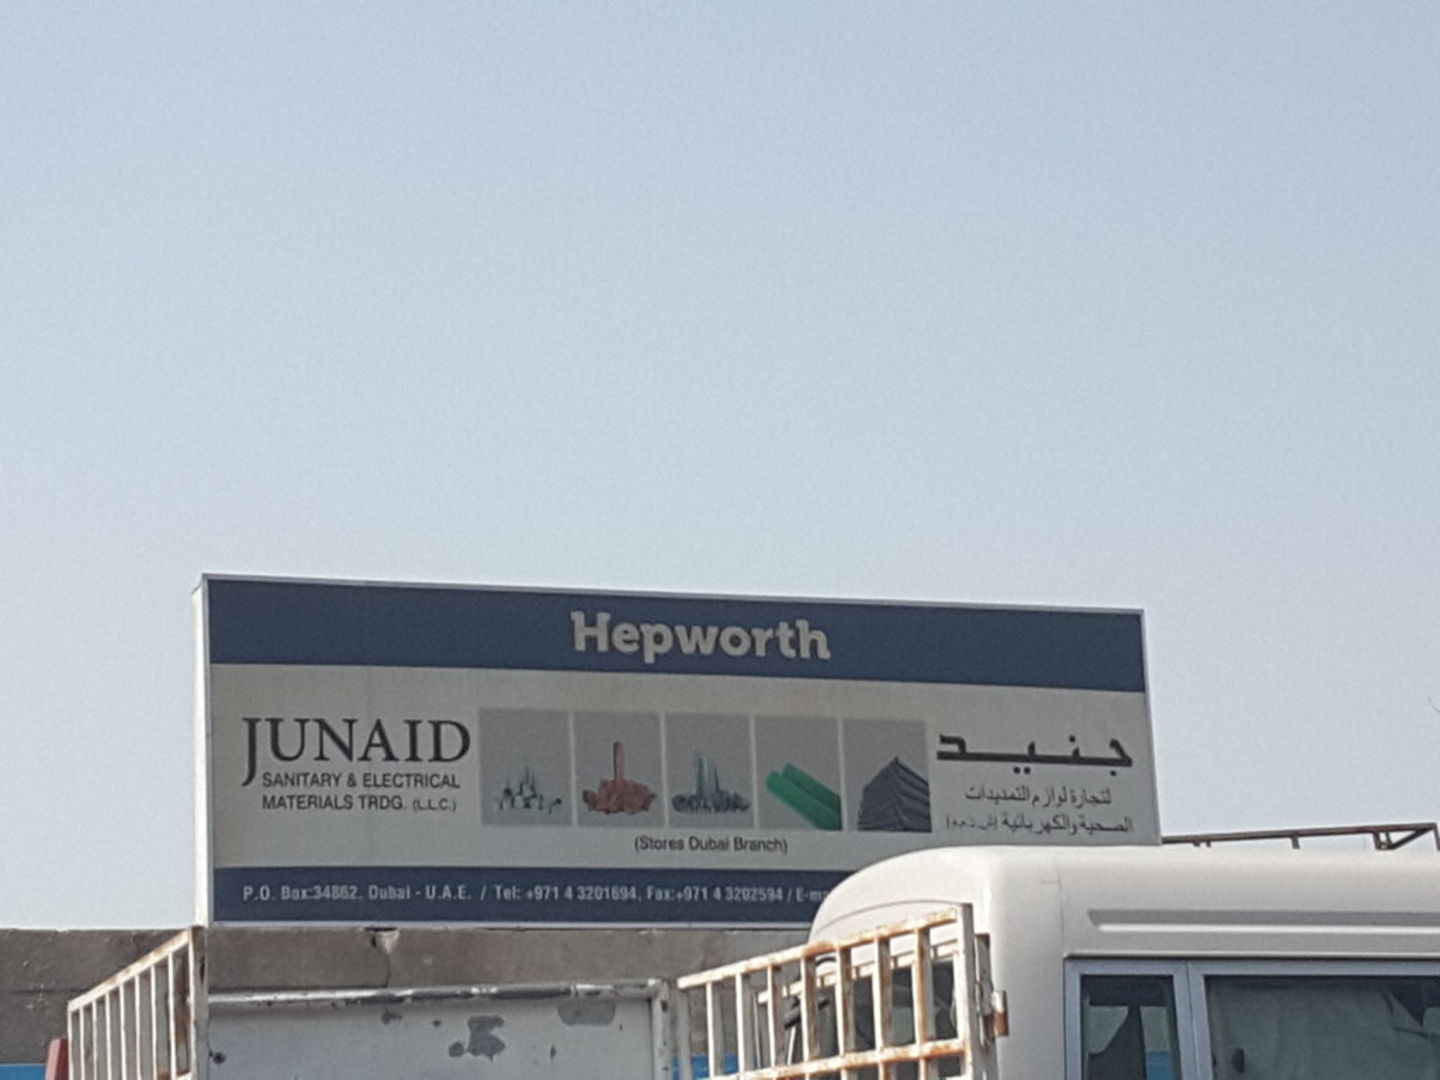 Hepworth
JUNAID
SANITARY & ELECTRICAL
MATERIALS TRDG. (L.L.C.)
جنيد
لتجارة لوازم التمديدات
الصحية والكهربائية (ش.ذ.م.م)
(Stores Dubai Branch)
P.O. Box:34862, Dubai - U.A.E. / Tel: +971 4 3201694, Fax:+971 4 3202594 / E-m